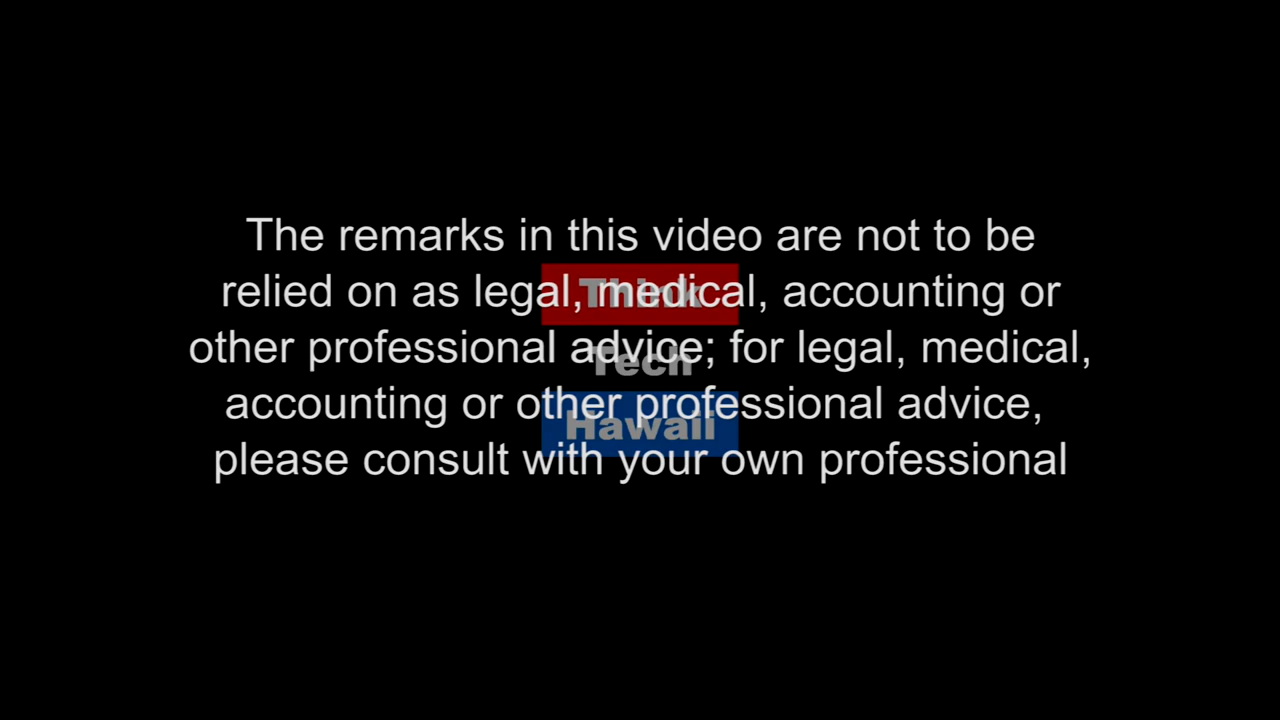 The remarks in this video are not to be
relied on as legal, medical, accounting or
other professional advice; for legal, medical,
accounting or other professional advice,
please consult with your own professional
Think
Tech
Hawaii